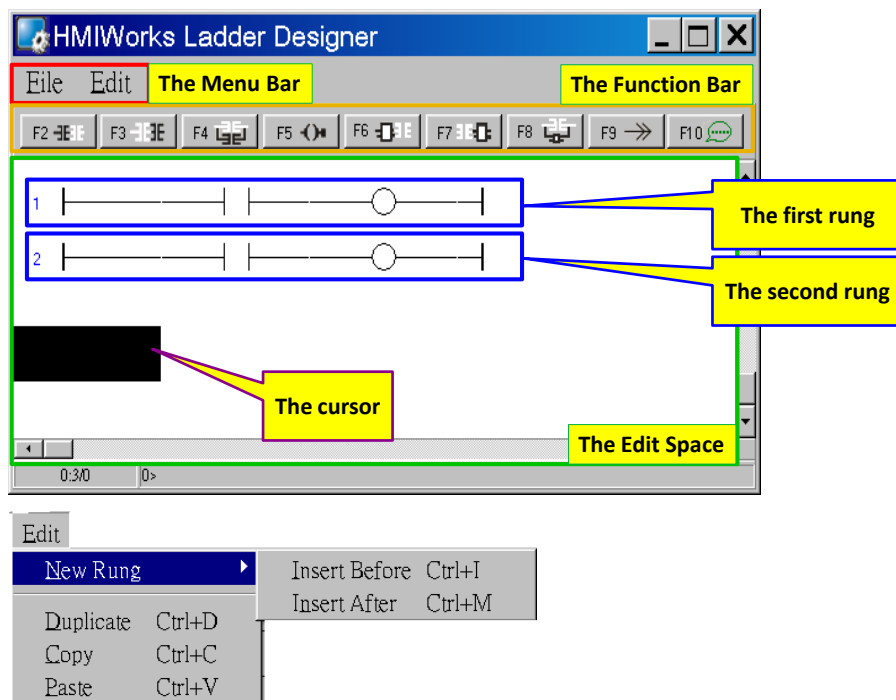 HMIWorks Ladder Designer
File Edit The Menu Bar The Function Bar
F2 F3 F4 F5 F6 F7 F8 F9 F10
1
The first rung
2
The second rung
The cursor
The Edit Space
0:3/0 0>
Edit
New Rung Insert Before Ctrl+I
Insert After Ctrl+M
Duplicate Ctrl+D
Copy Ctrl+C
Paste Ctrl+V